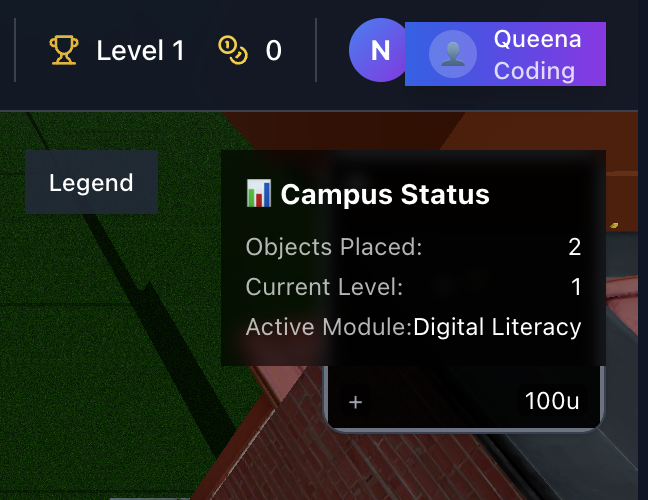 Level 1
0
N
Queena
Coding
Legend
Campus Status
Objects Placed: 2
Current Level: 1
Active Module:Digital Literacy
+ 100u